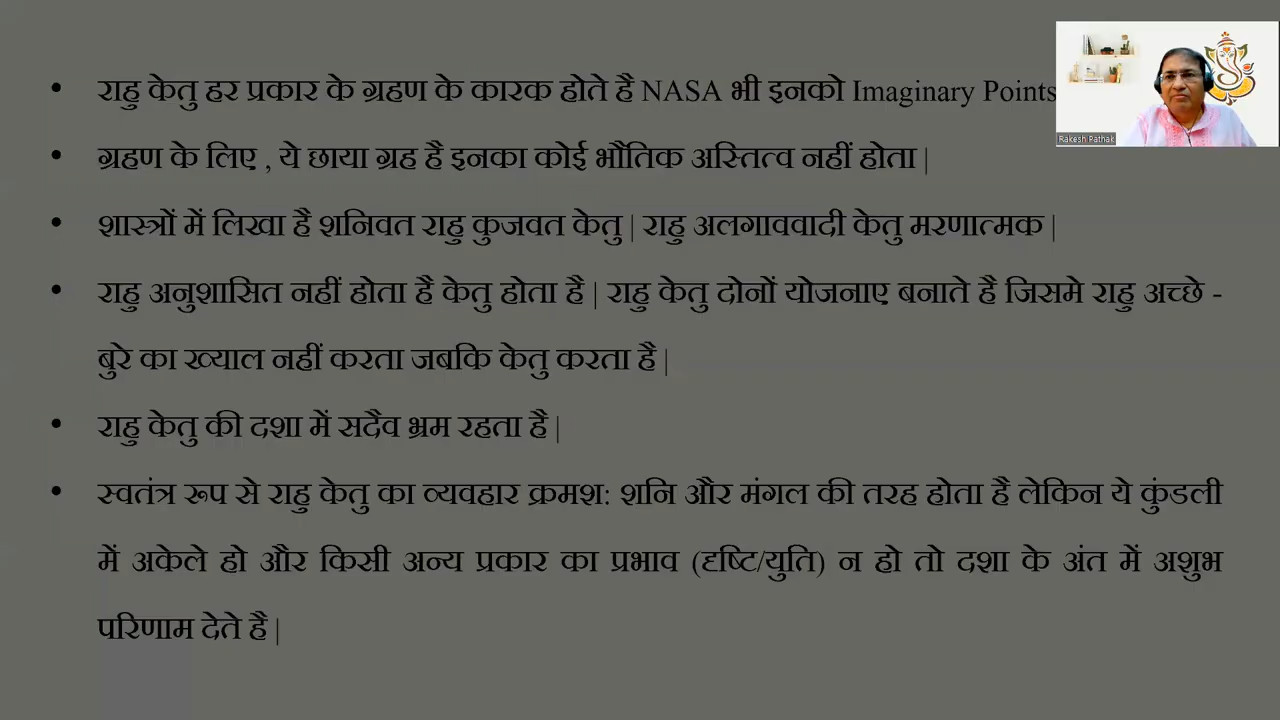 • राहु केतु हर प्रकार के ग्रहण के कारक होते है NASA भी इनको Imaginary Points
• ग्रहण के लिए , ये छाया ग्रह है इनका कोई भौतिक अस्तित्व नहीं होता |
• शास्त्रों में लिखा है शनिवत राहु कुजवत केतु | राहु अलगाववादी केतु मरणात्मक |
• राहु अनुशासित नहीं होता है केतु होता है | राहु केतु दोनों योजनाए बनाते है जिसमे राहु अच्छे -
बुरे का ख्याल नहीं करता जबकि केतु करता है |
• राहु केतु की दशा में सदैव भ्रम रहता है |
• स्वतंत्र रूप से राहु केतु का व्यवहार क्रमश: शनि और मंगल की तरह होता है लेकिन ये कुंडली
में अकेले हो और किसी अन्य प्रकार का प्रभाव (दृष्टि/युति) न हो तो दशा के अंत में अशुभ
परिणाम देते है |
Rakesh Pathak